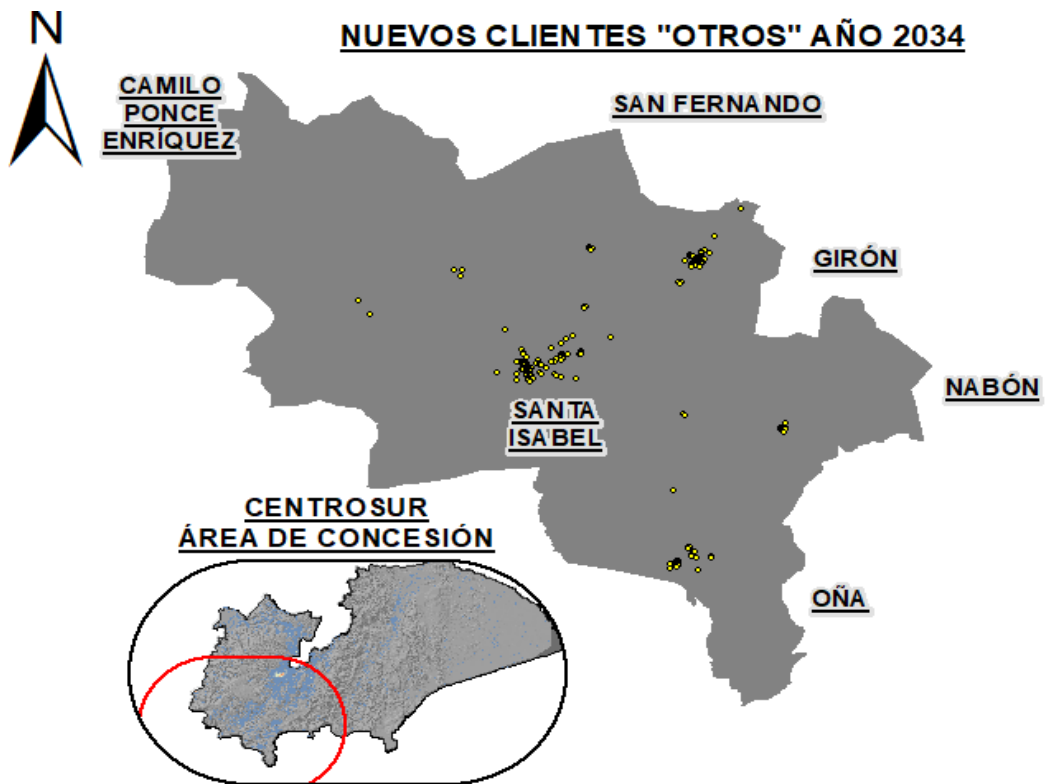 N
NUEVOS CLIENTES "OTROS" AÑO 2034
CAMILO
PONCE
ENRÍQUEZ
SAN FERNANDO
GIRÓN
NABÓN
SANTA
ISABEL
CENTROSUR
ÁREA DE CONCESIÓN
OÑA